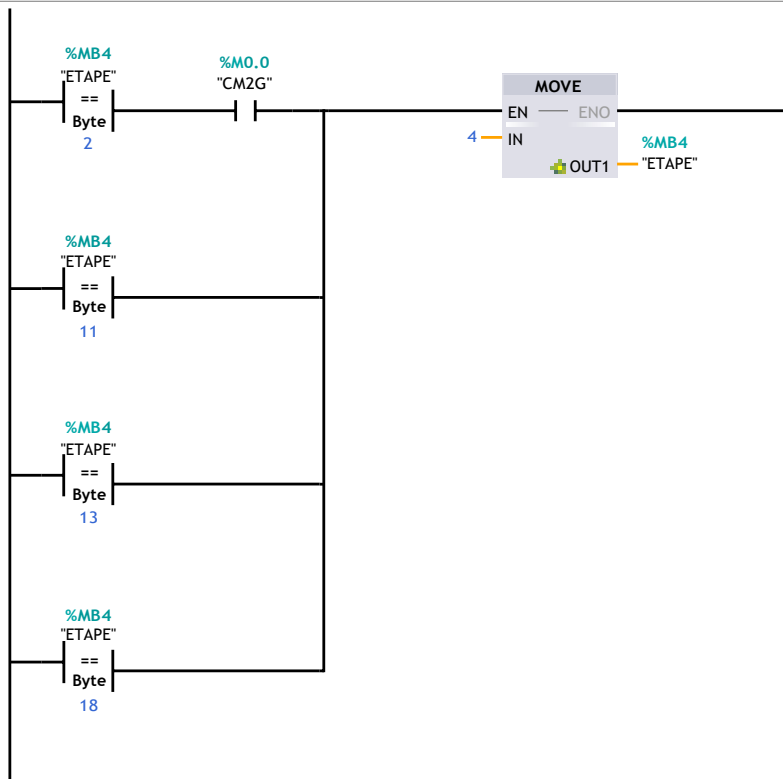 %MB4
"ETAPE"
==
Byte
2
%M0.0
"CM2G"
MOVE
EN ENO
4 IN
OUT1
%MB4
"ETAPE"
%MB4
"ETAPE"
==
Byte
11
%MB4
"ETAPE"
==
Byte
13
%MB4
"ETAPE"
==
Byte
18